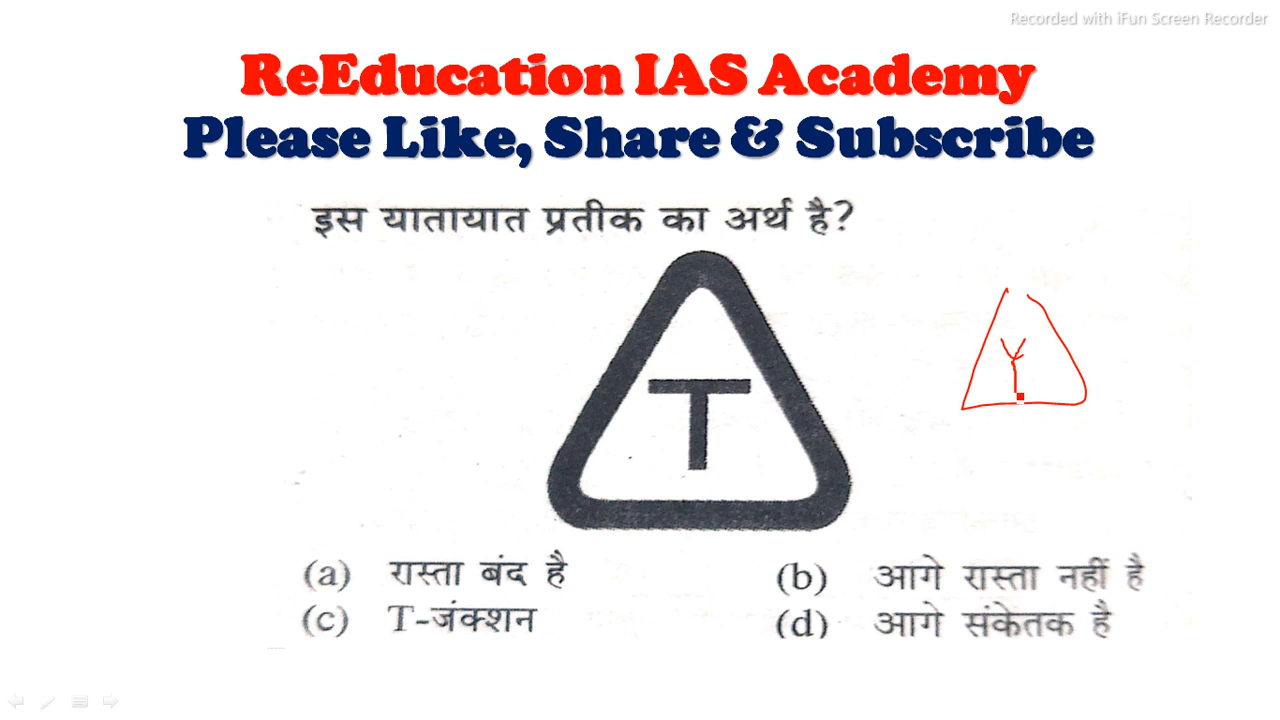 Recorded with iFun Screen Recorder
ReEducation IAS Academy
Please Like, Share & Subscribe
इस यातायात प्रतीक का अर्थ है?
Y
T
(a) रास्ता बंद है (b) आगे रास्ता नहीं है
(c) T-जंक्शन (d) आगे संकेतक है